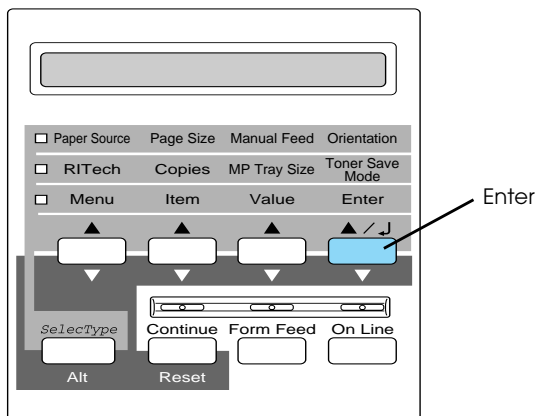 Paper Source Page Size Manual Feed Orientation
RITech Copies MP Tray Size Toner Save
Mode
Menu Item Value Enter
Enter
SelecType Continue Form Feed On Line
Alt Reset